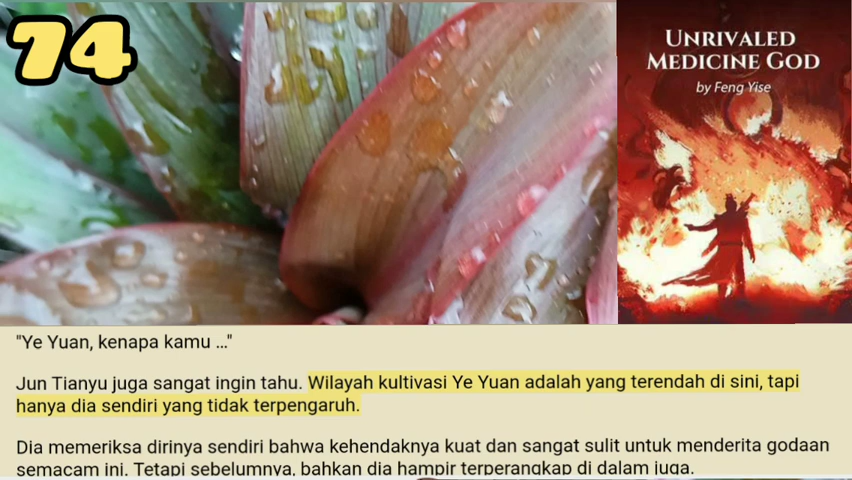 74
UNRIVALED
MEDICINE GOD
by Feng Yise
"Ye Yuan, kenapa kamu ..."
Jun Tianyu juga sangat ingin tahu. Wilayah kultivasi Ye Yuan adalah yang terendah di sini, tapi
hanya dia sendiri yang tidak terpengaruh.
Dia memeriksa dirinya sendiri bahwa kehendaknya kuat dan sangat sulit untuk menderita godaan
semacam ini. Tetapi sebelumnya, bahkan dia hampir terperangkap di dalam juga.